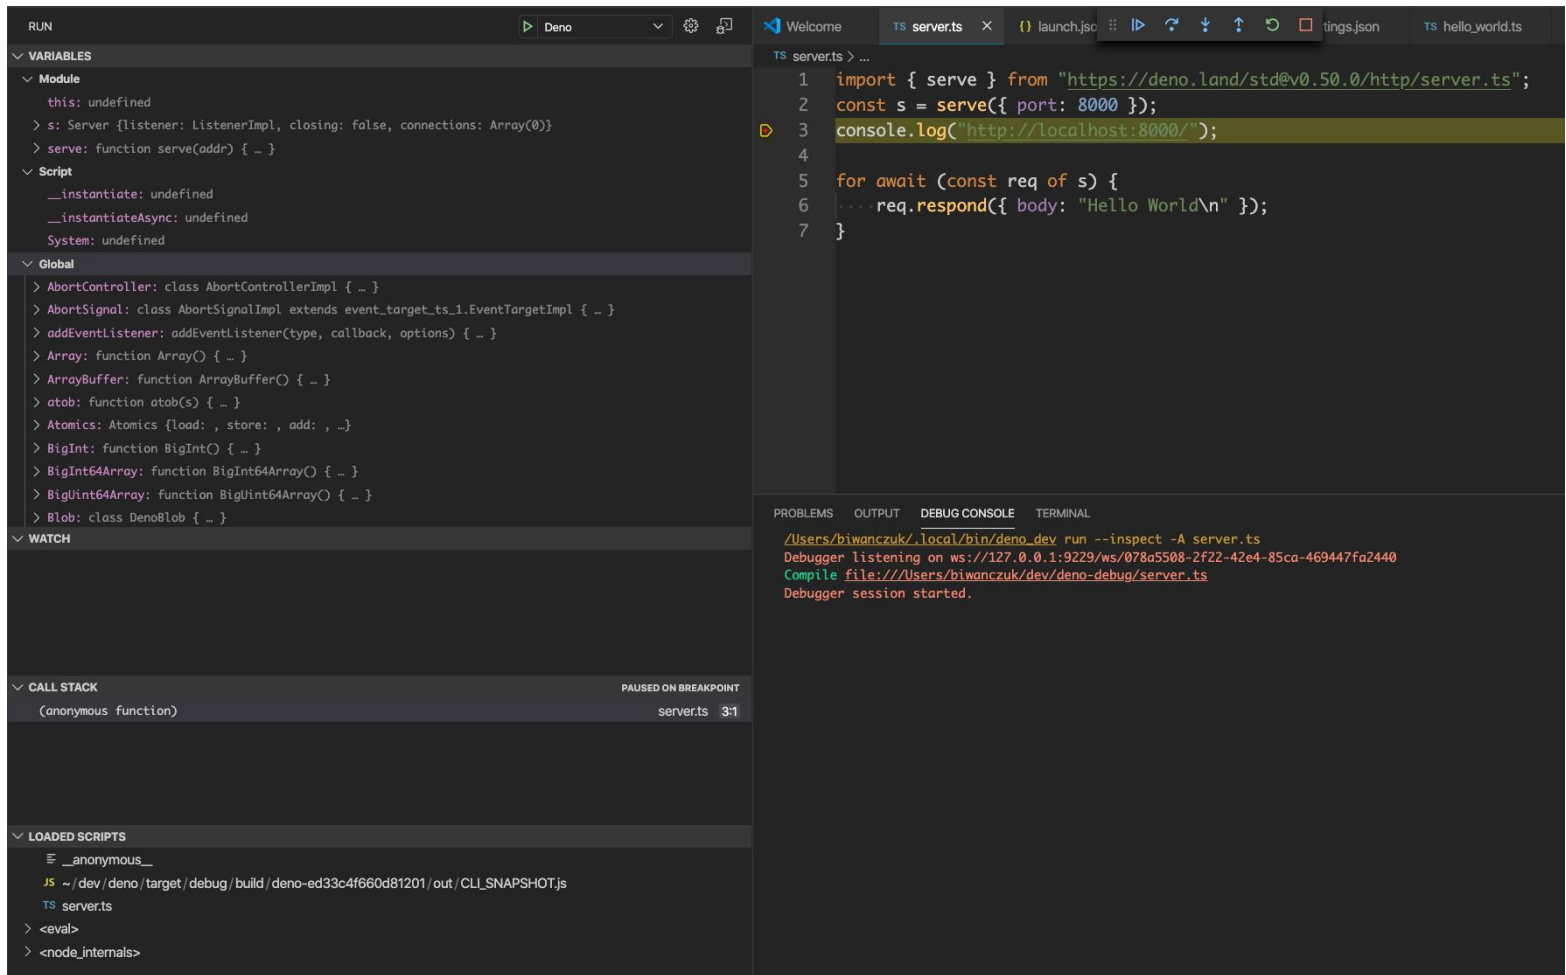 RUN
Deno
VARIABLES
Module
this: undefined
s: Server {listener: ListenerImpl, closing: false, connections: Array(0)}
serve: function serve(addr) { … }
Script
__instantiate: undefined
__instantiateAsync: undefined
System: undefined
Global
AbortController: class AbortControllerImpl { … }
AbortSignal: class AbortSignalImpl extends event_target_ts_1.EventTargetImpl { … }
addEventListener: addEventListener(type, callback, options) { … }
Array: function Array() { … }
ArrayBuffer: function ArrayBuffer() { … }
atob: function atob(s) { … }
Atomics: Atomics {load: , store: , add: , …}
BigInt: function BigInt() { … }
BigInt64Array: function BigInt64Array() { … }
BigUint64Array: function BigUint64Array() { … }
Blob: class DenoBlob { … }
WATCH
CALL STACK PAUSED ON BREAKPOINT
(anonymous function) server.ts 3:1
LOADED SCRIPTS
__anonymous__
JS ~/dev/deno/target/debug/build/deno-ed33c4f660d81201/out/CLI_SNAPSHOT.js
TS server.ts
<eval>
<node_internals>
Welcome TS server.ts {} launch.jso tings.json TS hello_world.ts
TS server.ts > ...
1 import { serve } from "https://deno.land/std@v0.50.0/http/server.ts";
2 const s = serve({ port: 8000 });
3 console.log("http://localhost:8000/");
4
5 for await (const req of s) {
6 ····req.respond({ body: "Hello World\n" });
7 }
PROBLEMS OUTPUT DEBUG CONSOLE TERMINAL
/Users/biwanczuk/.local/bin/deno_dev run --inspect -A server.ts
Debugger listening on ws://127.0.0.1:9229/ws/078a5508-2f22-42e4-85ca-469447fa2440
Compile file:///Users/biwanczuk/dev/deno-debug/server.ts
Debugger session started.